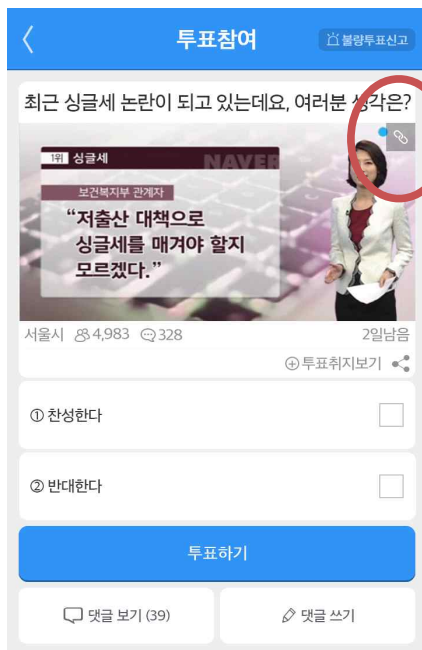 투표참여
불량투표신고
최근 싱글세 논란이 되고 있는데요, 여러분 생각은?
1위 싱글세
NAVER
보건복지부 관계자
“저출산 대책으로
싱글세를 매겨야 할지
모르겠다.”
서울시 4,983 328 2일남음
투표취지보기
① 찬성한다
② 반대한다
투표하기
댓글 보기 (39) 댓글 쓰기